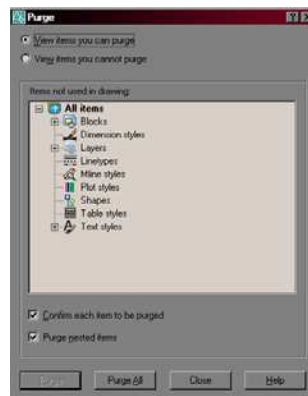 Purge
View items you can purge
View items you cannot purge
Items not used in drawing:
All items
Blocks
Dimension styles
Layers
Linetypes
Mline styles
Plot styles
Shapes
Table styles
Text styles
Confirm each item to be purged
Purge nested items
Purge
Purge All
Close
Help